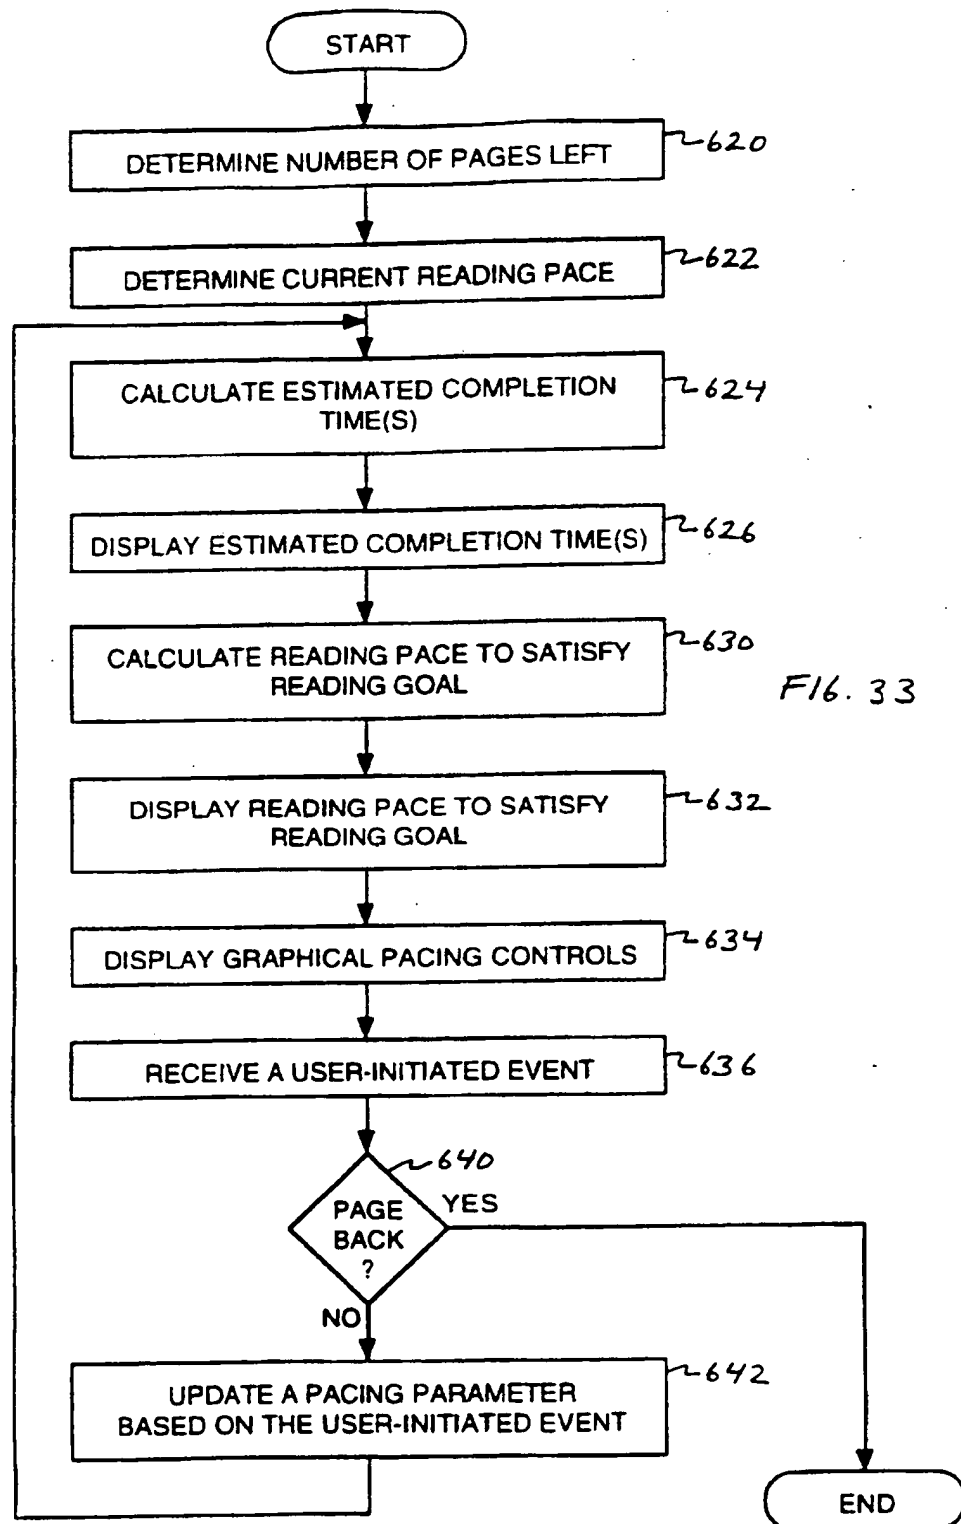 START
DETERMINE NUMBER OF PAGES LEFT
620
DETERMINE CURRENT READING PACE
622
CALCULATE ESTIMATED COMPLETION
TIME(S)
624
DISPLAY ESTIMATED COMPLETION TIME(S)
626
CALCULATE READING PACE TO SATISFY
READING GOAL
630
FIG. 33
DISPLAY READING PACE TO SATISFY
READING GOAL
632
DISPLAY GRAPHICAL PACING CONTROLS
634
RECEIVE A USER-INITIATED EVENT
636
640
PAGE
BACK
?
YES
NO
UPDATE A PACING PARAMETER
BASED ON THE USER-INITIATED EVENT
642
END